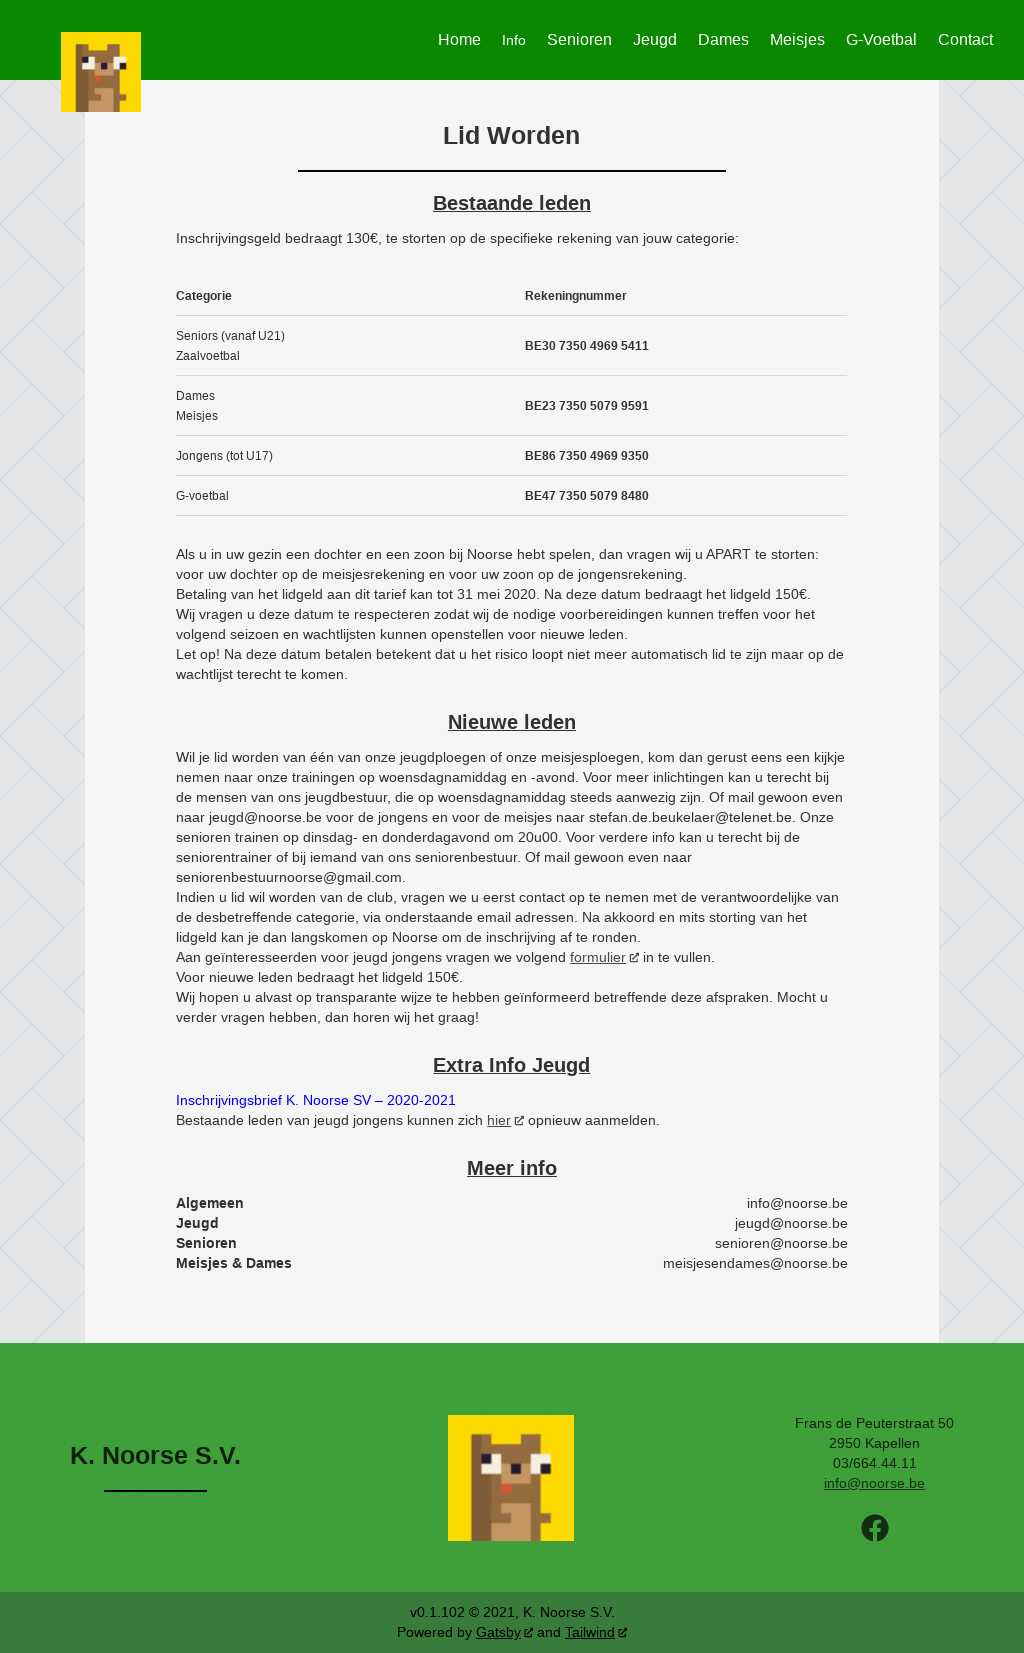 Home Info Senioren Jeugd Dames Meisjes G-Voetbal Contact
Lid Worden
Bestaande leden
Inschrijvingsgeld bedraagt 130€, te storten op de specifieke rekening van jouw categorie:
Categorie Rekeningnummer
Seniors (vanaf U21)
Zaalvoetbal
BE30 7350 4969 5411
Dames
Meisjes
BE23 7350 5079 9591
Jongens (tot U17) BE86 7350 4969 9350
G-voetbal BE47 7350 5079 8480
Als u in uw gezin een dochter en een zoon bij Noorse hebt spelen, dan vragen wij u APART te storten:
voor uw dochter op de meisjesrekening en voor uw zoon op de jongensrekening.
Betaling van het lidgeld aan dit tarief kan tot 31 mei 2020. Na deze datum bedraagt het lidgeld 150€.
Wij vragen u deze datum te respecteren zodat wij de nodige voorbereidingen kunnen treffen voor het
volgend seizoen en wachtlijsten kunnen openstellen voor nieuwe leden.
Let op! Na deze datum betalen betekent dat u het risico loopt niet meer automatisch lid te zijn maar op de
wachtlijst terecht te komen.
Nieuwe leden
Wil je lid worden van één van onze jeugdploegen of onze meisjesploegen, kom dan gerust eens een kijkje
nemen naar onze trainingen op woensdagnamiddag en -avond. Voor meer inlichtingen kan u terecht bij
de mensen van ons jeugdbestuur, die op woensdagnamiddag steeds aanwezig zijn. Of mail gewoon even
naar jeugd@noorse.be voor de jongens en voor de meisjes naar stefan.de.beukelaer@telenet.be. Onze
senioren trainen op dinsdag- en donderdagavond om 20u00. Voor verdere info kan u terecht bij de
seniorentrainer of bij iemand van ons seniorenbestuur. Of mail gewoon even naar
seniorenbestuurnoorse@gmail.com.
Indien u lid wil worden van de club, vragen we u eerst contact op te nemen met de verantwoordelijke van
de desbetreffende categorie, via onderstaande email adressen. Na akkoord en mits storting van het
lidgeld kan je dan langskomen op Noorse om de inschrijving af te ronden.
Aan geïnteresseerden voor jeugd jongens vragen we volgend formulier in te vullen.
Voor nieuwe leden bedraagt het lidgeld 150€.
Wij hopen u alvast op transparante wijze te hebben geïnformeerd betreffende deze afspraken. Mocht u
verder vragen hebben, dan horen wij het graag!
Extra Info Jeugd
Inschrijvingsbrief K. Noorse SV – 2020-2021
Bestaande leden van jeugd jongens kunnen zich hier opnieuw aanmelden.
Meer info
Algemeen info@noorse.be
Jeugd jeugd@noorse.be
Senioren senioren@noorse.be
Meisjes & Dames meisjesendames@noorse.be
K. Noorse S.V.
Frans de Peuterstraat 50
2950 Kapellen
03/664.44.11
info@noorse.be
v0.1.102 © 2021, K. Noorse S.V.
Powered by Gatsby and Tailwind